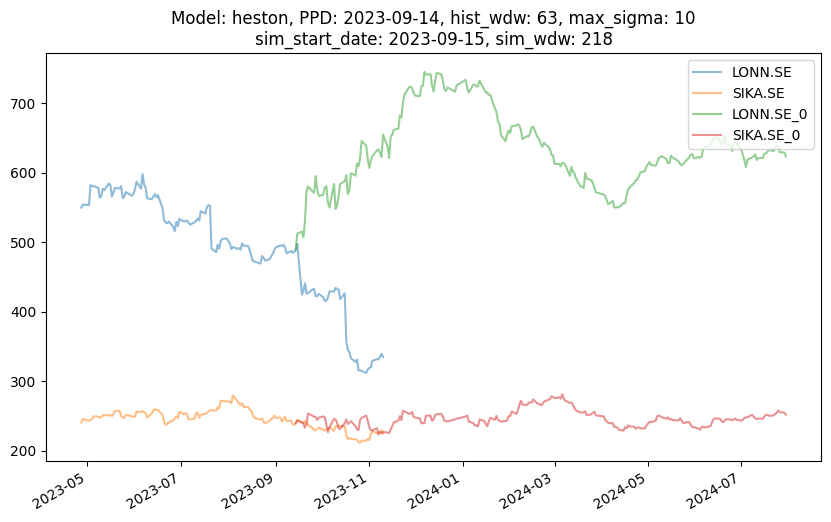 Model: heston, PPD: 2023-09-14, hist_wdw: 63, max_sigma: 10
sim_start_date: 2023-09-15, sim_wdw: 218
LONN.SE
SIKA.SE
LONN.SE_0
SIKA.SE_0
700
600
500
400
300
200
2023-05
2023-07
2023-09
2023-11
2024-01
2024-03
2024-05
2024-07